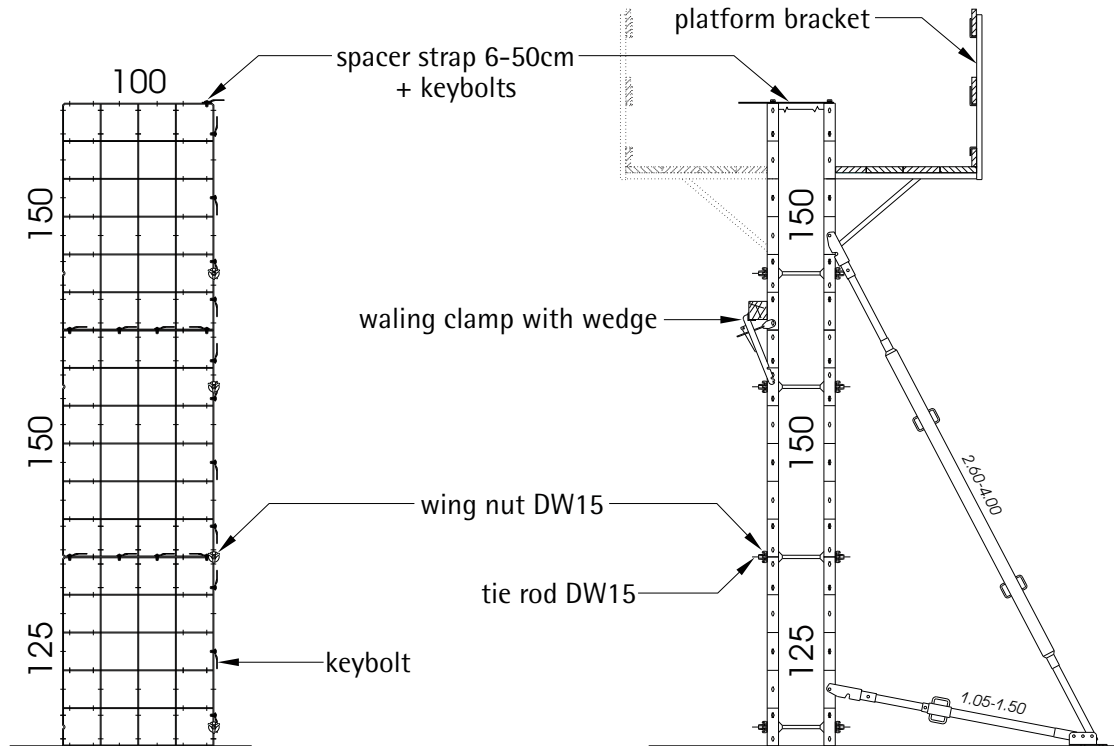 platform bracket
spacer strap 6-50cm
+ keybolts
100
150
150
waling clamp with wedge
150
150
2.60-4.00
wing nut DW15
tie rod DW15
125
125
keybolt
1.05-1.50